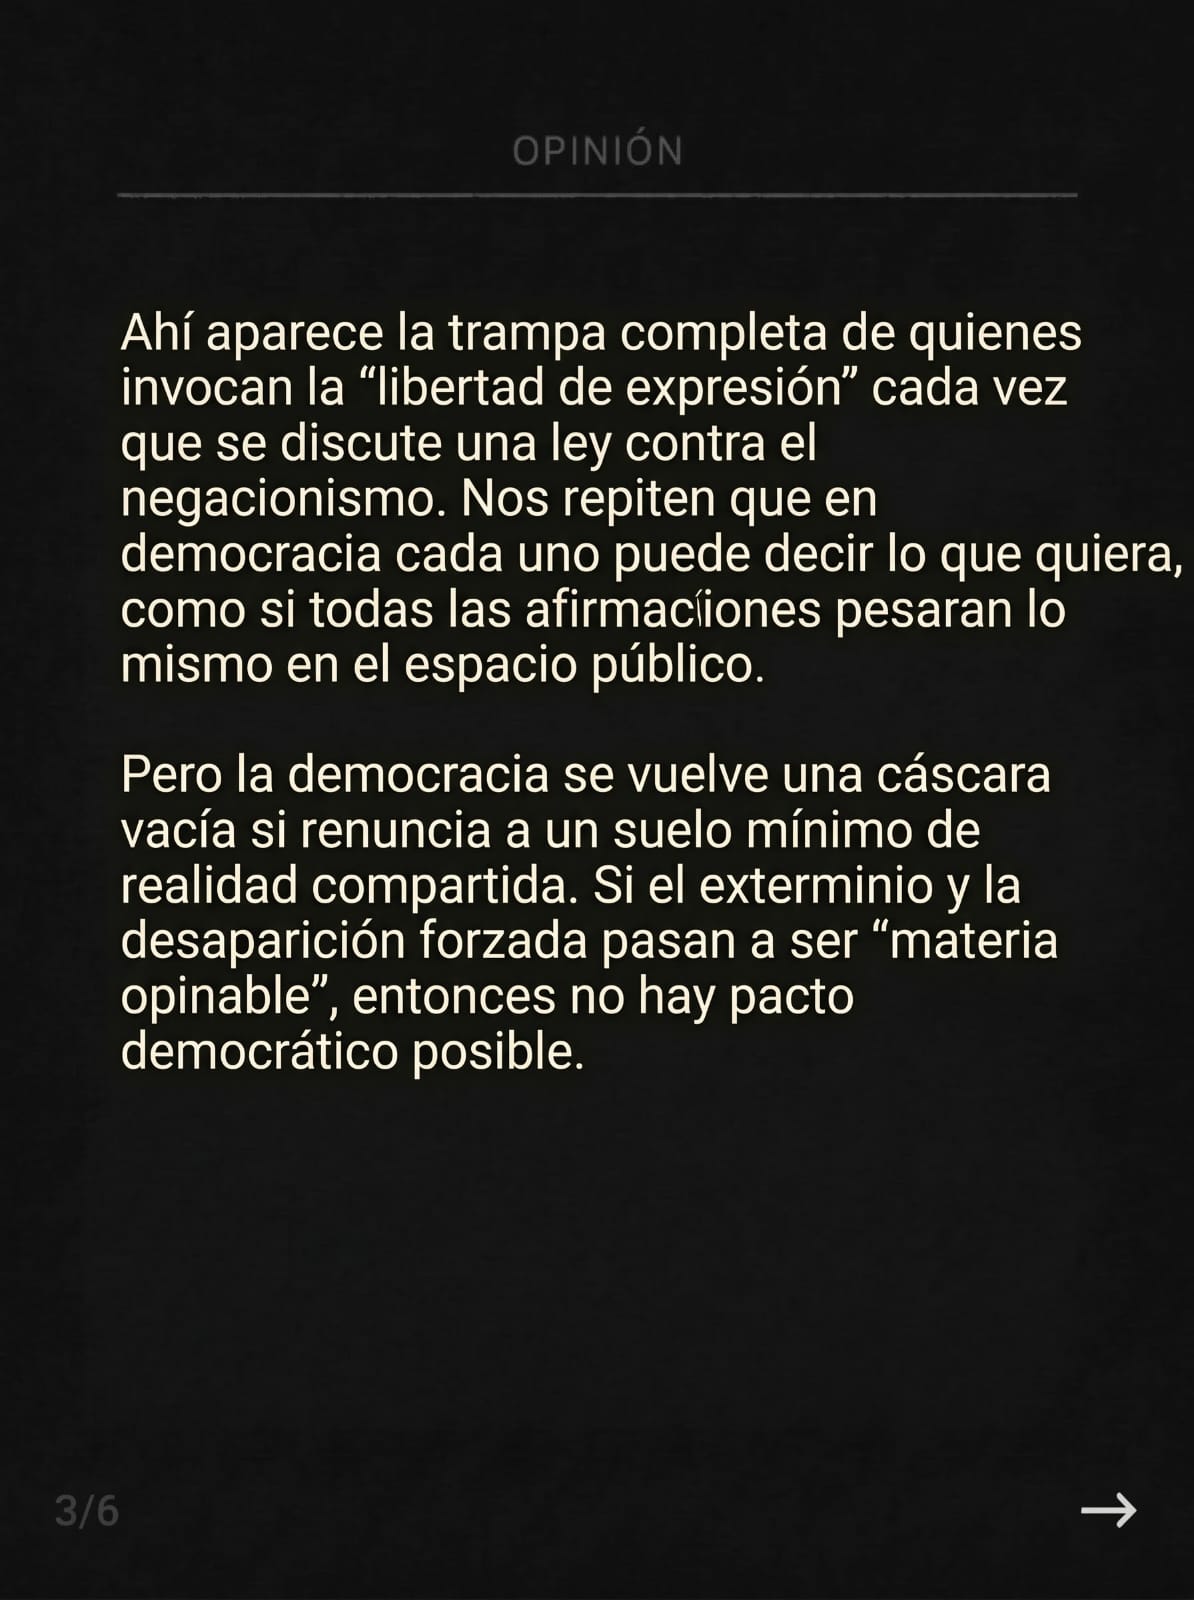 OPINIÓN
Ahí aparece la trampa completa de quienes
invocan la “libertad de expresión” cada vez
que se discute una ley contra el
negacionismo. Nos repiten que en
democracia cada uno puede decir lo que quiera,
como si todas las afirmacíiones pesaran lo
mismo en el espacio público.
Pero la democracia se vuelve una cáscara
vacía si renuncia a un suelo mínimo de
realidad compartida. Si el exterminio y la
desaparición forzada pasan a ser “materia
opinable”, entonces no hay pacto
democrático posible.
3/6
→